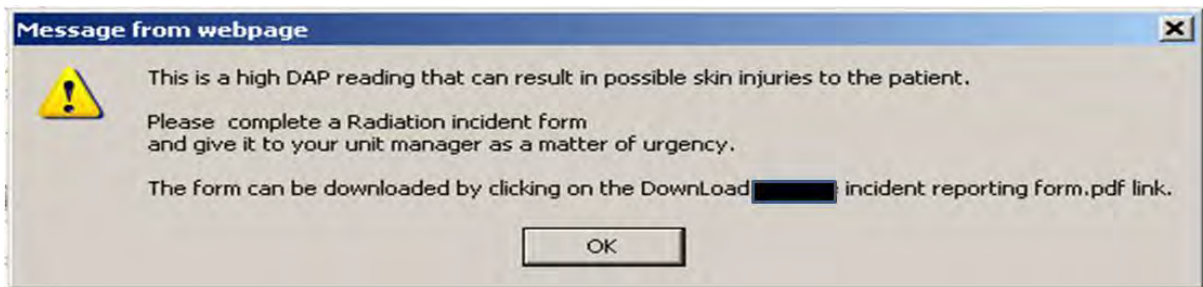 Message from webpage
This is a high DAP reading that can result in possible skin injuries to the patient.
Please complete a Radiation incident form
and give it to your unit manager as a matter of urgency.
The form can be downloaded by clicking on the DownLoad incident reporting form.pdf link.
OK